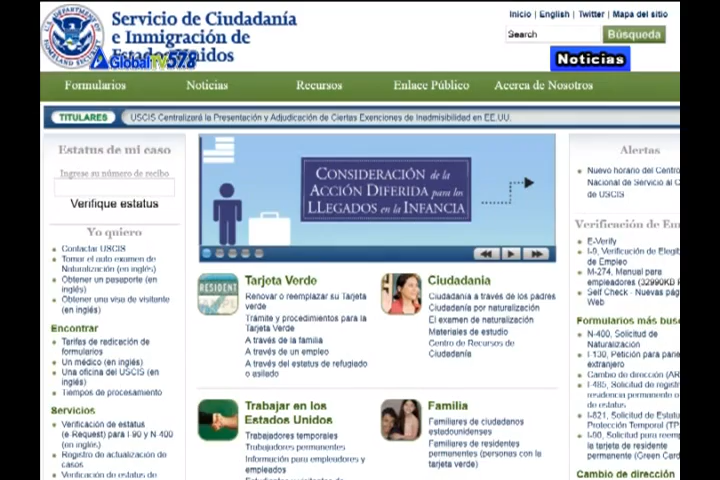 Servicio de Ciudadanía
e Inmigración de
Estados Unidos
GlobalTV 57.8
Inicio | English | Twitter | Mapa del sitio
Search
Búsqueda
Noticias
Formularios
Noticias
Recursos
Enlace Público
Acerca de Nosotros
TITULARES
USCIS Centralizará la Presentación y Adjudicación de Ciertas Exenciones de Inadmisibilidad en EE.UU.
Estatus de mi caso
Ingrese su número de recibo
Verifique estatus
Yo quiero
Contactar USCIS
Tomar el auto examen de
Naturalización (en inglés)
Obtener un pasaporte (en
inglés)
Obtener una visa de visitante
(en inglés)
Encontrar
Tarifas de radicación de
formularios
Un médico (en inglés)
Una oficina del USCIS (en
inglés)
Tiempos de procesamiento
Servicios
Verificación de estatus
(e Request) para I-90 y N-400
(en inglés)
Registro de actualización de
casos
Verificación de estatus de
CONSIDERACIÓN de la
ACCIÓN DIFERIDA para los
LLEGADOS en la INFANCIA
RESIDENT
Tarjeta Verde
Renovar o reemplazar su Tarjeta
verde
Trámite y procedimientos para la
Tarjeta Verde
A través de la familia
A través de un empleo
A través del estatus de refugiado
o asilado
Ciudadania
Ciudadanía a través de los padres
Ciudadanía por naturalización
El examen de naturalización
Materiales de estudio
Centro de Recursos de
Ciudadanía
Trabajar en los
Estados Unidos
Trabajadores temporales
Trabajadores permanentes
Información para empleadores y
empleados
Familia
Familiares de ciudadanos
estadounidenses
Familiares de residentes
permanentes (personas con la
tarjeta verde)
Alertas
Nuevo horario del Centro
Nacional de Servicio al C
de USCIS
Verificación de Em
E-Verify
I-9, Verificación de Elegib
de Empleo
M-274, Manual para
empleadores (32990KD P
Self Check - Nuevas pág
Web
Formularios más busc
N-400, Solicitud de
Naturalización
I-130, Petición para parie
extranjero
Cambio de dirección (AR
I-485, Solicitud de registr
residencia permanente o
de estatus
I-821, Solicitud de Estatu
Protección Temporal (TP
I-90, Solicitud para reem
la tarjeta de residente
permanente (Green Card
Cambio de dirección